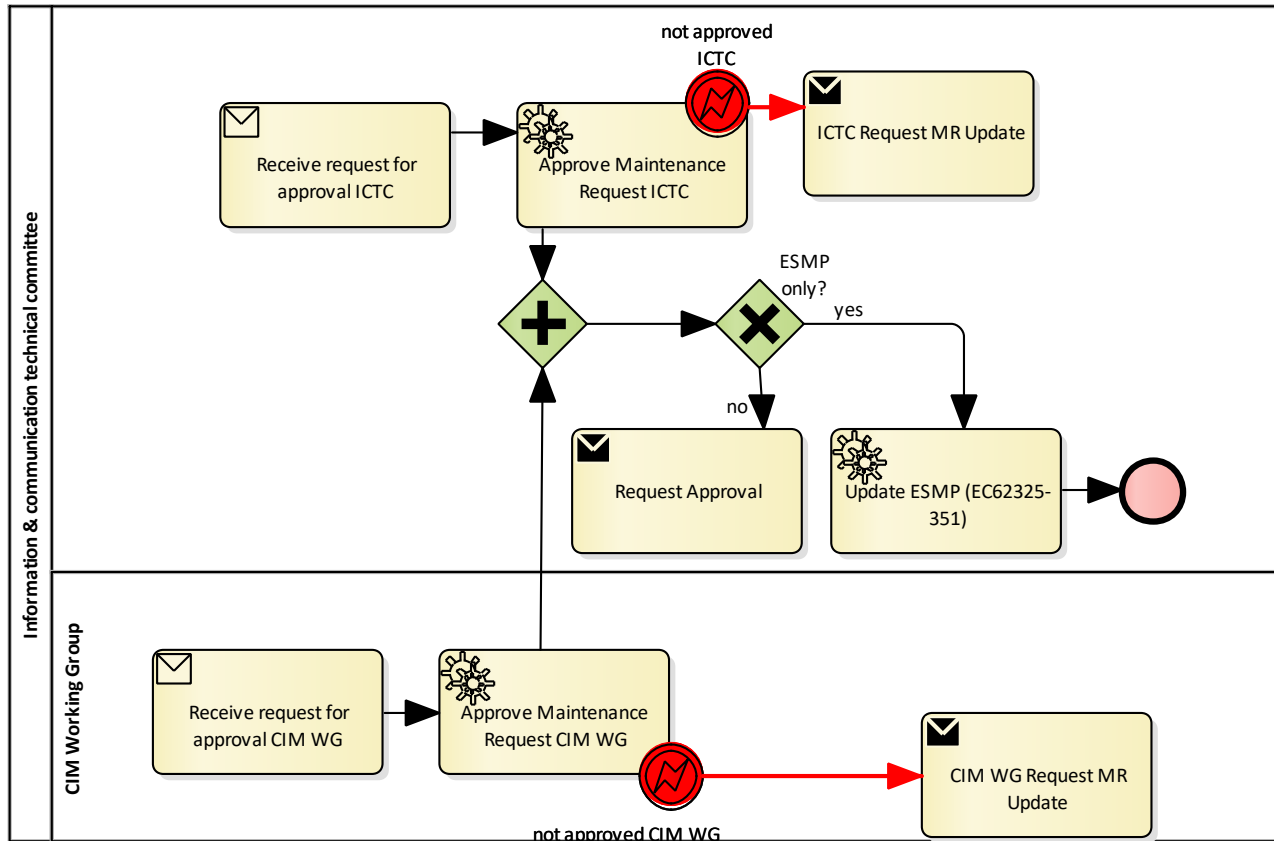 Information & communication technical committee
not approved
ICTC
Receive request for
approval ICTC
Approve Maintenance
Request ICTC
ICTC Request MR Update
ESMP
only?
yes
no
Request Approval
Update ESMP (EC62325-
351)
CIM Working Group
Receive request for
approval CIM WG
Approve Maintenance
Request CIM WG
not approved CIM WG
CIM WG Request MR
Update